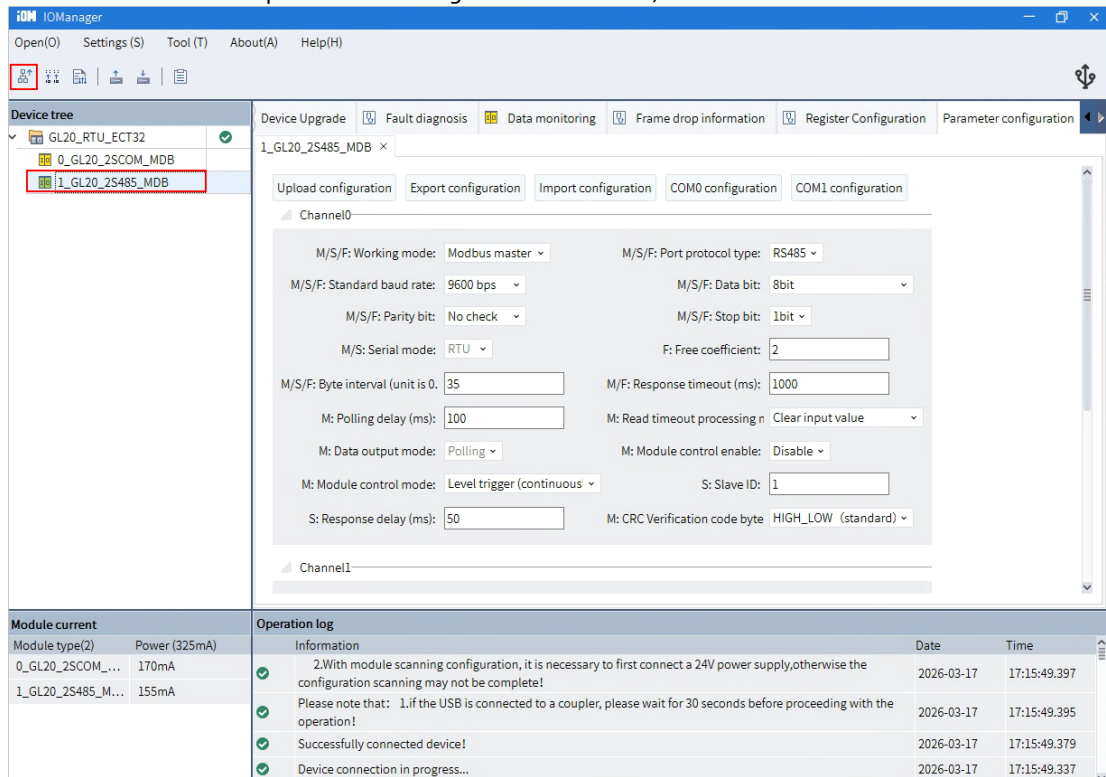 iOM IOManager
Open(O) Settings (S) Tool (T) About(A) Help(H)
Device tree
GL20_RTU_ECT32
0_GL20_2SCOM_MDB
1_GL20_2S485_MDB
Device Upgrade Fault diagnosis Data monitoring Frame drop information Register Configuration Parameter configuration
1_GL20_2S485_MDB ×
Upload configuration Export configuration Import configuration COM0 configuration COM1 configuration
Channel0
M/S/F: Working mode: Modbus master M/S/F: Port protocol type: RS485
M/S/F: Standard baud rate: 9600 bps M/S/F: Data bit: 8bit
M/S/F: Parity bit: No check M/S/F: Stop bit: 1bit
M/S: Serial mode: RTU F: Free coefficient: 2
M/S/F: Byte interval (unit is 0. 35 M/F: Response timeout (ms): 1000
M: Polling delay (ms): 100 M: Read timeout processing n Clear input value
M: Data output mode: Polling M: Module control enable: Disable
M: Module control mode: Level trigger (continuous S: Slave ID: 1
S: Response delay (ms): 50 M: CRC Verification code byte HIGH_LOW (standard)
Channel1
Module current
Module type(2) Power (325mA)
0_GL20_2SCOM_... 170mA
1_GL20_2S485_M... 155mA
Operation log
Information Date Time
2.With module scanning configuration, it is necessary to first connect a 24V power supply,otherwise the
configuration scanning may not be complete! 2026-03-17 17:15:49.397
Please note that: 1.if the USB is connected to a coupler, please wait for 30 seconds before proceeding with the
operation! 2026-03-17 17:15:49.395
Successfully connected device! 2026-03-17 17:15:49.379
Device connection in progress... 2026-03-17 17:15:49.337